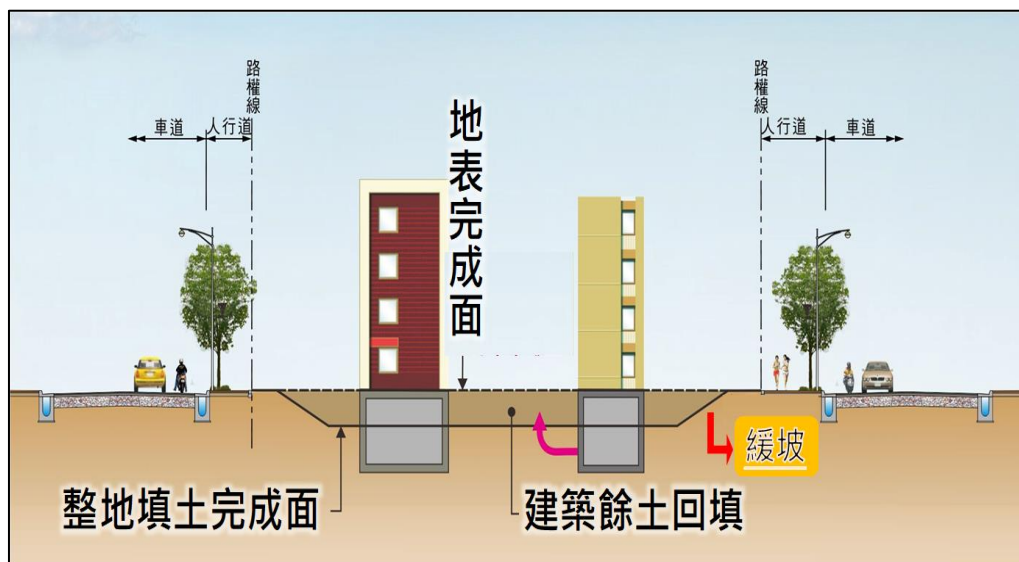 路權線
路權線
車道
人行道
人行道
車道
地表完成面
緩坡
整地填土完成面
建築餘土回填